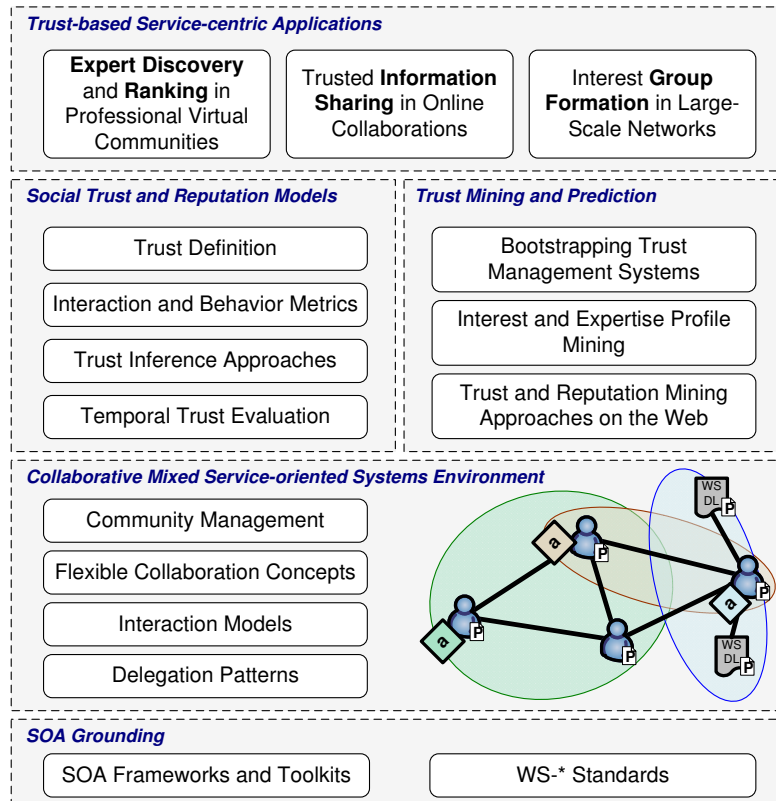 Trust-based Service-centric Applications
Expert Discovery
and Ranking in
Professional Virtual
Communities
Trusted Information
Sharing in Online
Collaborations
Interest Group
Formation in Large-
Scale Networks
Social Trust and Reputation Models
Trust Definition
Interaction and Behavior Metrics
Trust Inference Approaches
Temporal Trust Evaluation
Trust Mining and Prediction
Bootstrapping Trust
Management Systems
Interest and Expertise Profile
Mining
Trust and Reputation Mining
Approaches on the Web
Collaborative Mixed Service-oriented Systems Environment
Community Management
Flexible Collaboration Concepts
Interaction Models
Delegation Patterns
WS
DL
P
a
P
P
a
a
P
P
WS
DL
P
SOA Grounding
SOA Frameworks and Toolkits
WS-* Standards